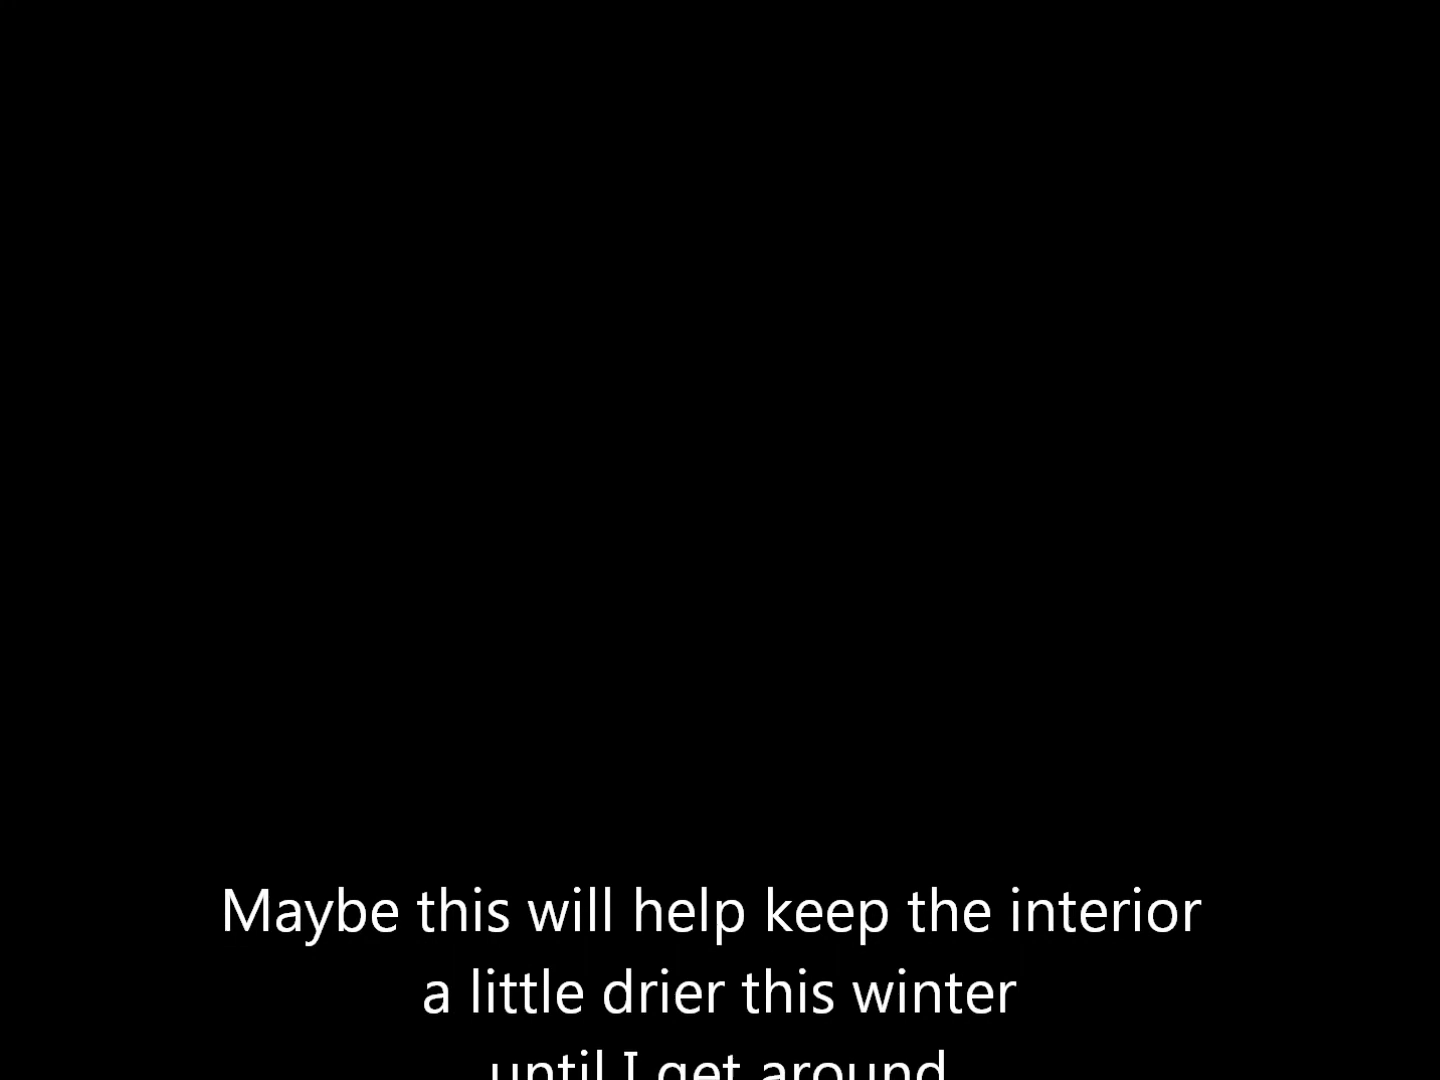 Maybe this will help keep the interior
a little drier this winter
until I get around